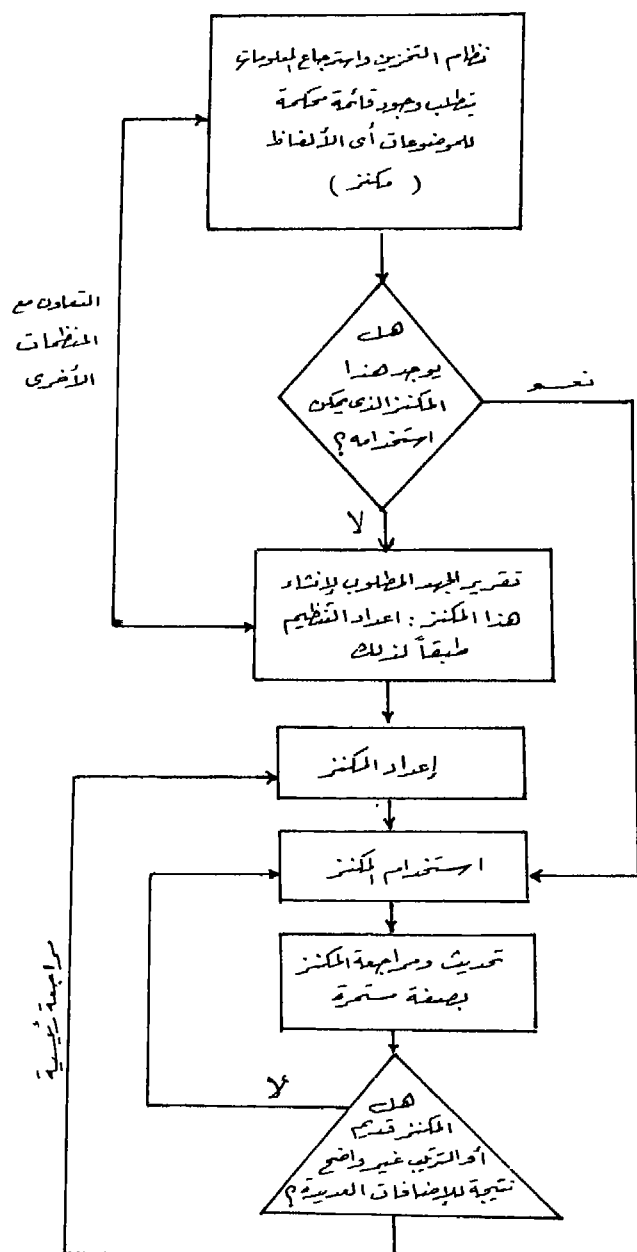 نظام التخزين واسترجاع المعلومات
يتطلب وجود قائمة محكمة
للموضوعات أى الألفاظ
( مكنز )
التعاون مع
المنظمات
الأخرى
هل
يوجد هذا
المكنز الذى يمكن
استخدامه ؟
نعم
لا
تقرير الجهد المطلوب لإنشاء
هذا المكنز : اعداد التنظيم
طبقاً لذلك
إعداد المكنز
استخدام المكنز
تحديث ومراجعة المكنز
بصفة مستمرة
مراجعة رئيسية
لا
هل
المكنز قديم
أو الترتيب غير واضح
نتيجة للإضافات العديدة ؟